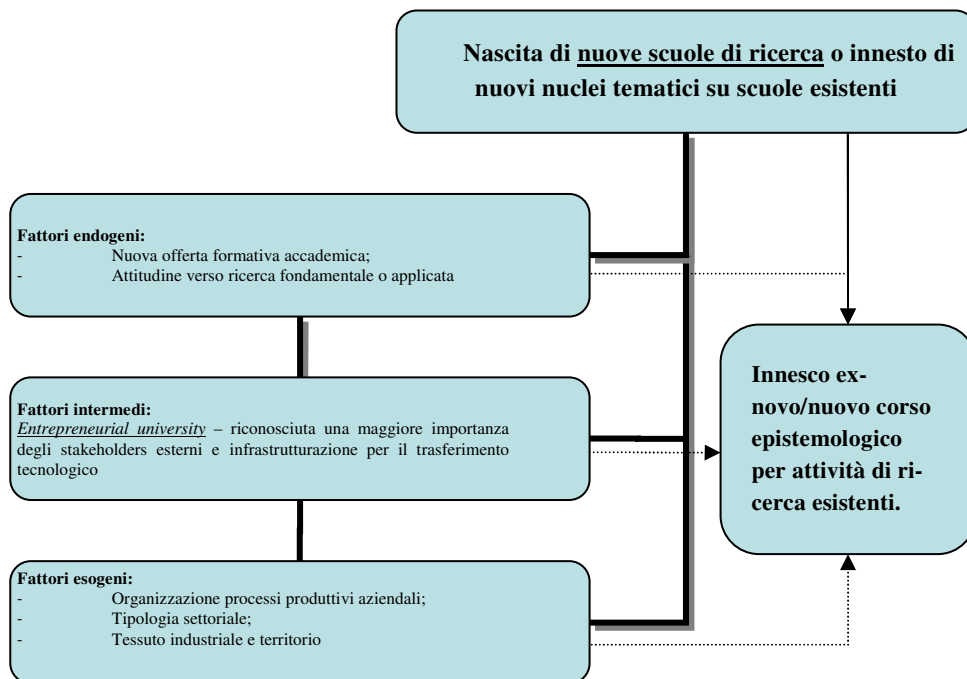 Nascita di nuove scuole di ricerca o innesto di
nuovi nuclei tematici su scuole esistenti
Fattori endogeni:
- Nuova offerta formativa accademica;
- Attitudine verso ricerca fondamentale o applicata
Fattori intermedi:
Entrepreneurial university – riconosciuta una maggiore importanza
degli stakeholders esterni e infrastrutturazione per il trasferimento
tecnologico
Innesco ex-
novo/nuovo corso
epistemologico
per attività di ri-
cerca esistenti.
Fattori esogeni:
- Organizzazione processi produttivi aziendali;
- Tipologia settoriale;
- Tessuto industriale e territorio